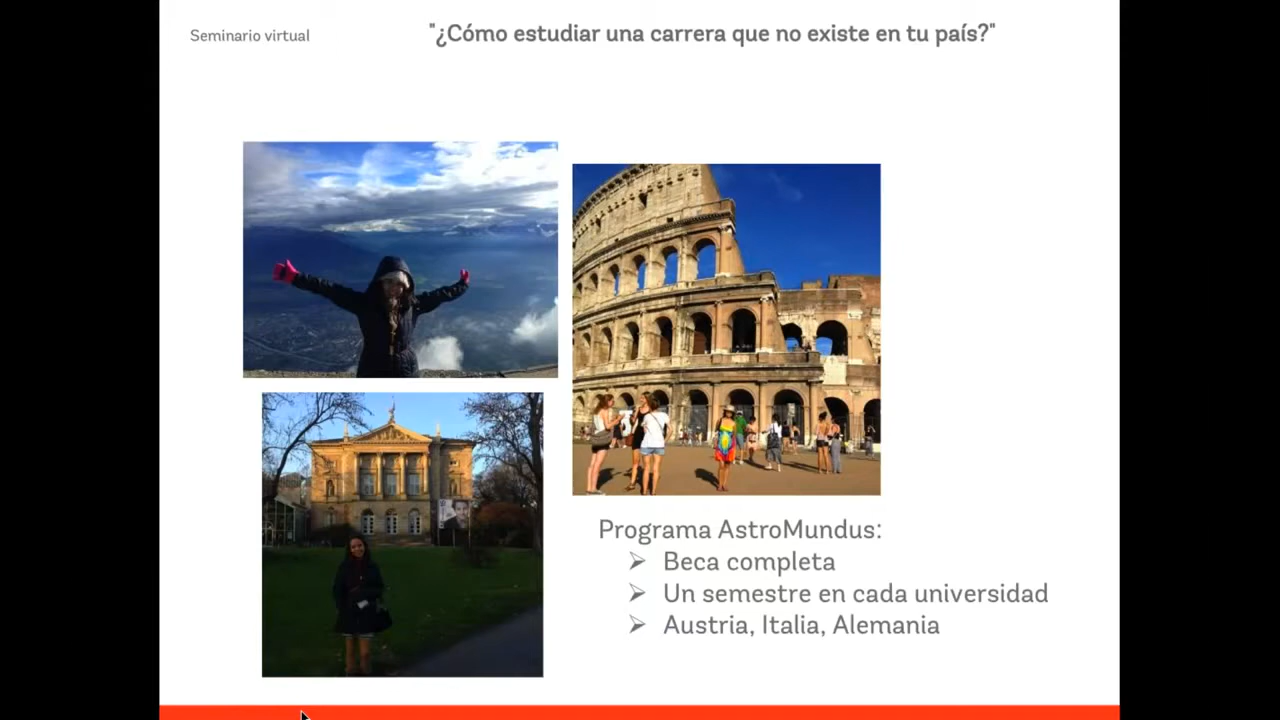 Seminario virtual
"¿Cómo estudiar una carrera que no existe en tu país?"
Programa AstroMundus:
➢ Beca completa
➢ Un semestre en cada universidad
➢ Austria, Italia, Alemania